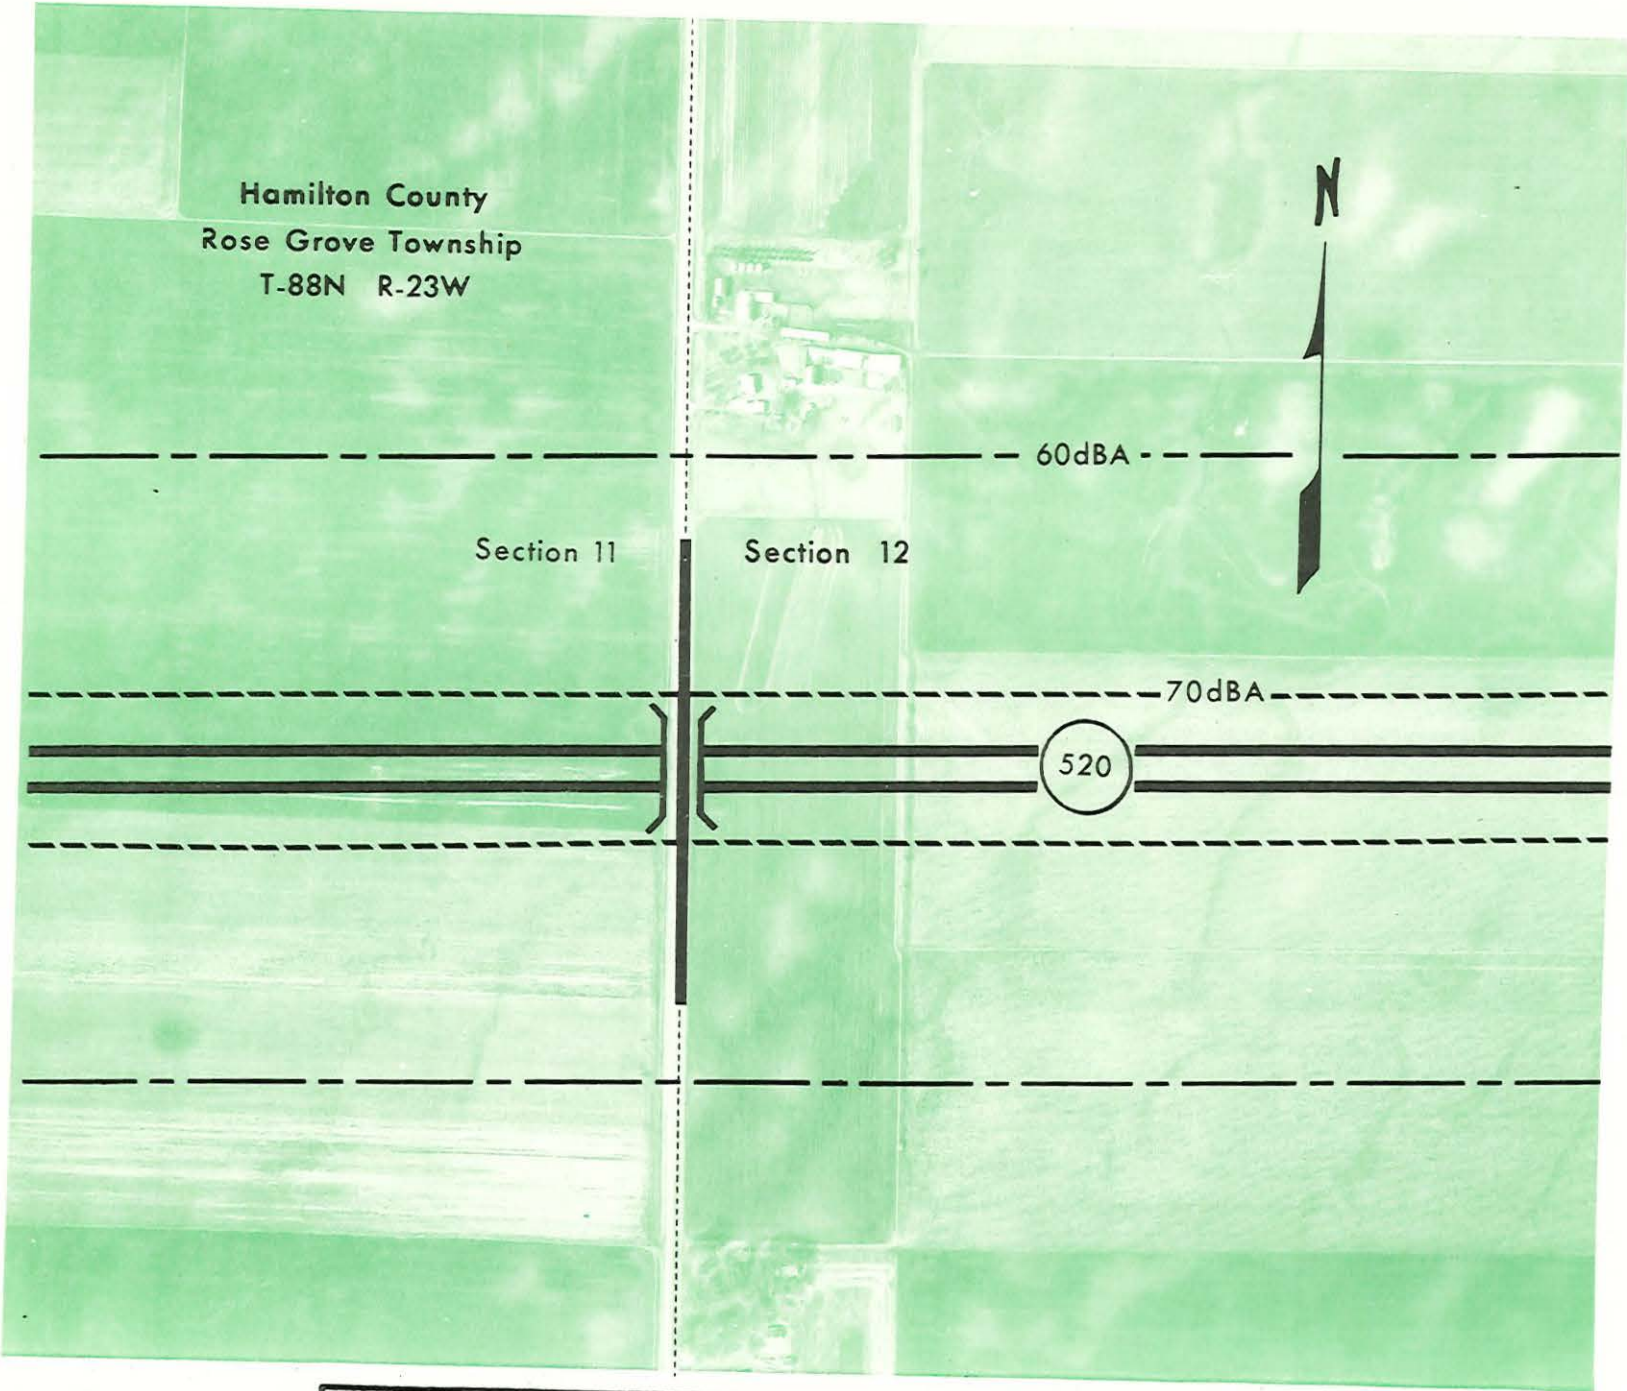 Hamilton County
Rose Grove Township
T-88N R-23W
N
60dBA
Section 11
Section 12
70dBA
520